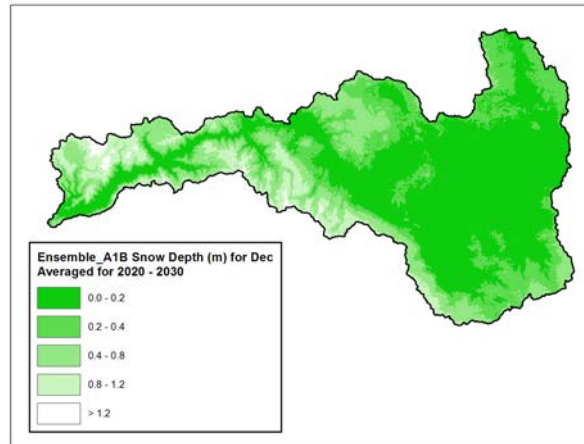 Ensemble_A1B Snow Depth (m) for Dec
Averaged for 2020 - 2030
0.0 - 0.2
0.2 - 0.4
0.4 - 0.8
0.8 - 1.2
> 1.2